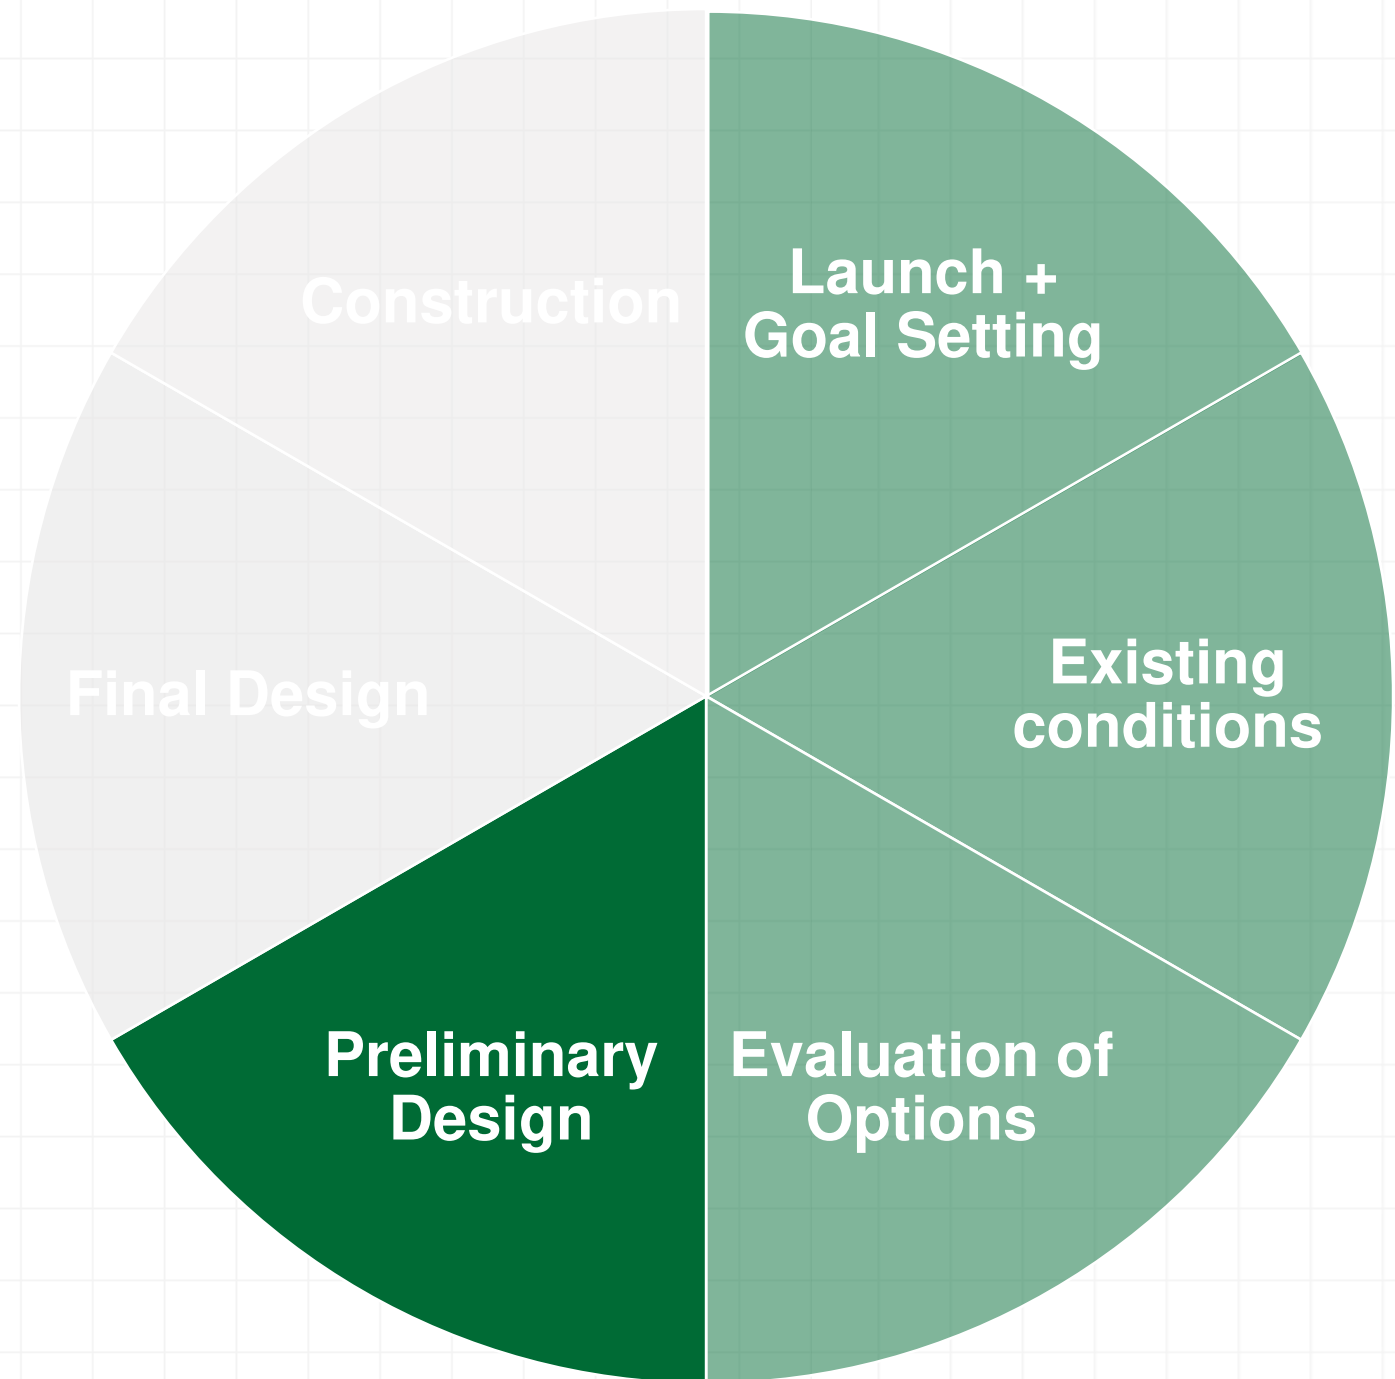 Launch +
Goal Setting
Existing
conditions
Evaluation of
Options
Preliminary
Design
Final Design
Construction